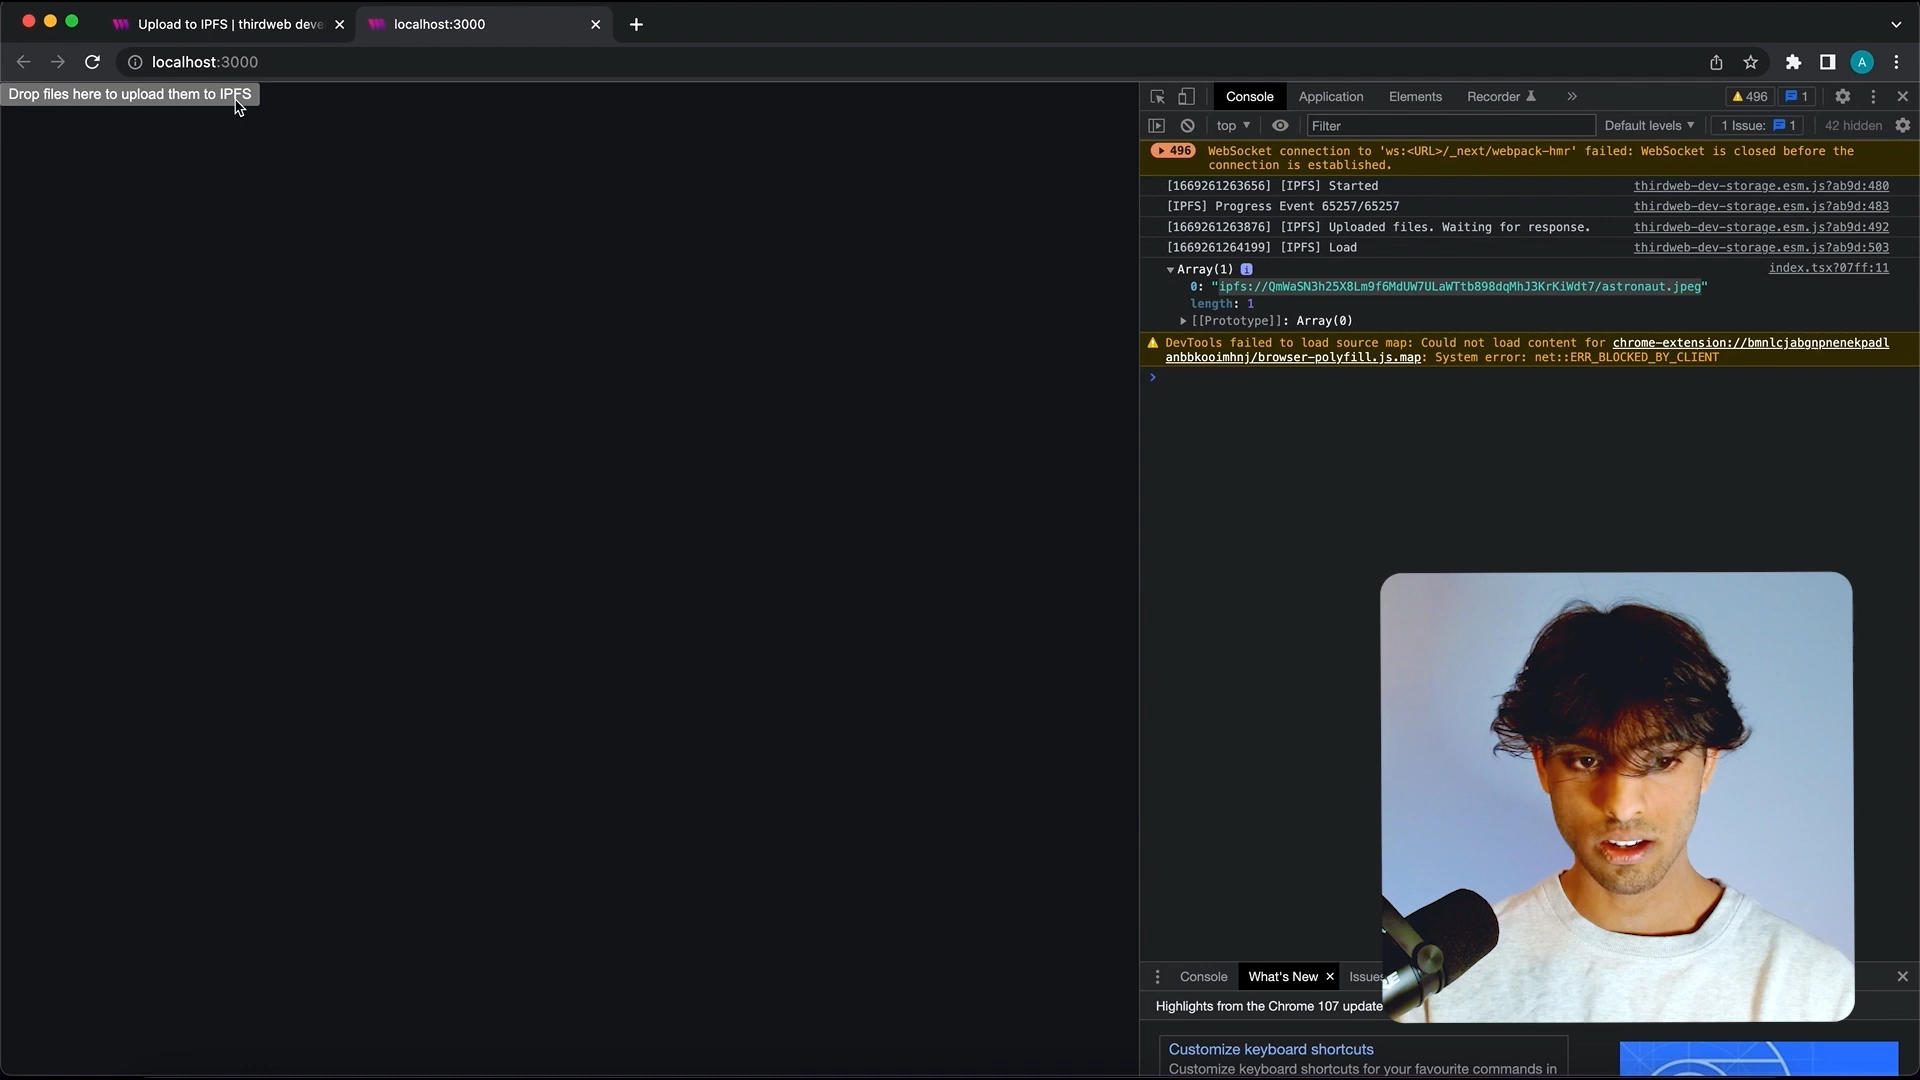 Upload to IPFS | thirdweb deve
localhost:3000
localhost:3000
A
Drop files here to upload them to IPFS
Console Application Elements Recorder 496 1
top Filter Default levels 1 Issue: 1 42 hidden
496 WebSocket connection to 'ws:<URL>/_next/webpack-hmr' failed: WebSocket is closed before the
connection is established.
[1669261263656] [IPFS] Started thirdweb-dev-storage.esm.js?ab9d:480
[IPFS] Progress Event 65257/65257 thirdweb-dev-storage.esm.js?ab9d:483
[1669261263876] [IPFS] Uploaded files. Waiting for response. thirdweb-dev-storage.esm.js?ab9d:492
[1669261264199] [IPFS] Load thirdweb-dev-storage.esm.js?ab9d:503
Array(1) i index.tsx?07ff:11
0: "ipfs://QmWaSN3h25X8Lm9f6MdUW7ULaWTtb898dqMhJ3KrKiWdt7/astronaut.jpeg"
length: 1
[[Prototype]]: Array(0)
DevTools failed to load source map: Could not load content for chrome-extension://bmnlcjabgnpnenekpadl
anbbkooimhnj/browser-polyfill.js.map: System error: net::ERR_BLOCKED_BY_CLIENT
Console What's New Issues
Highlights from the Chrome 107 update
Customize keyboard shortcuts
Customize keyboard shortcuts for your favourite commands in